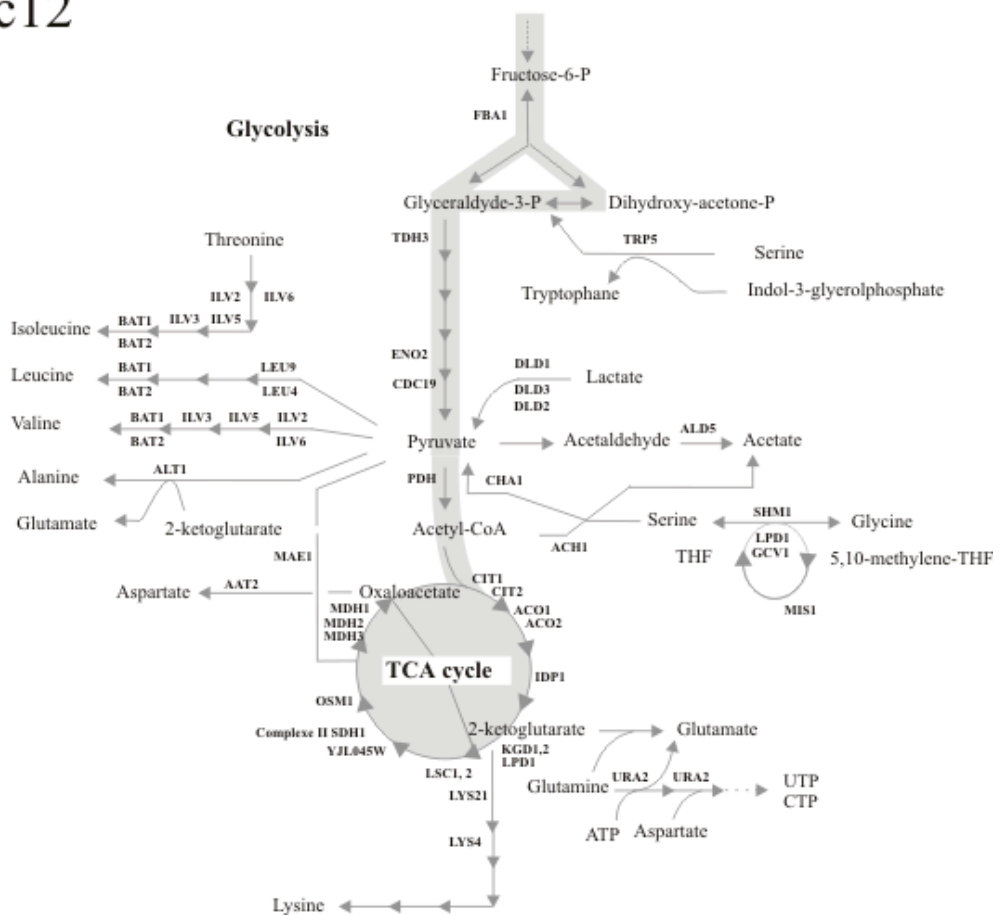 c12
Fructose-6-P
FBA1
Glycolysis
Glyceraldyde-3-P
Dihydroxy-acetone-P
TDH3
TRP5
Serine
Threonine
Tryptophane
Indol-3-glyerolphosphate
ILV2
ILV6
Isoleucine
BAT1
ILV3
ILV5
BAT2
ENO2
CDC19
DLD1
Lactate
DLD3
DLD2
Leucine
BAT1
LEU9
BAT2
LEU4
Valine
BAT1
ILV3
ILV5
ILV2
BAT2
ILV6
Pyruvate
Acetaldehyde
ALD5
Acetate
Alanine
ALT1
PDH
CHA1
Glutamate
2-ketoglutarate
Acetyl-CoA
ACH1
Serine
SHM1
Glycine
LPD1
GCV1
THF
5,10-methylene-THF
MIS1
MAE1
Aspartate
AAT2
Oxaloacetate
CIT1
CIT2
MDH1
MDH2
MDH3
ACO1
ACO2
TCA cycle
IDP1
OSM1
Complexe II SDH1
YJL045W
2-ketoglutarate
Glutamate
KGD1,2
LPD1
LSC1, 2
LYS21
Glutamine
URA2
URA2
UTP
CTP
ATP
Aspartate
LYS4
Lysine